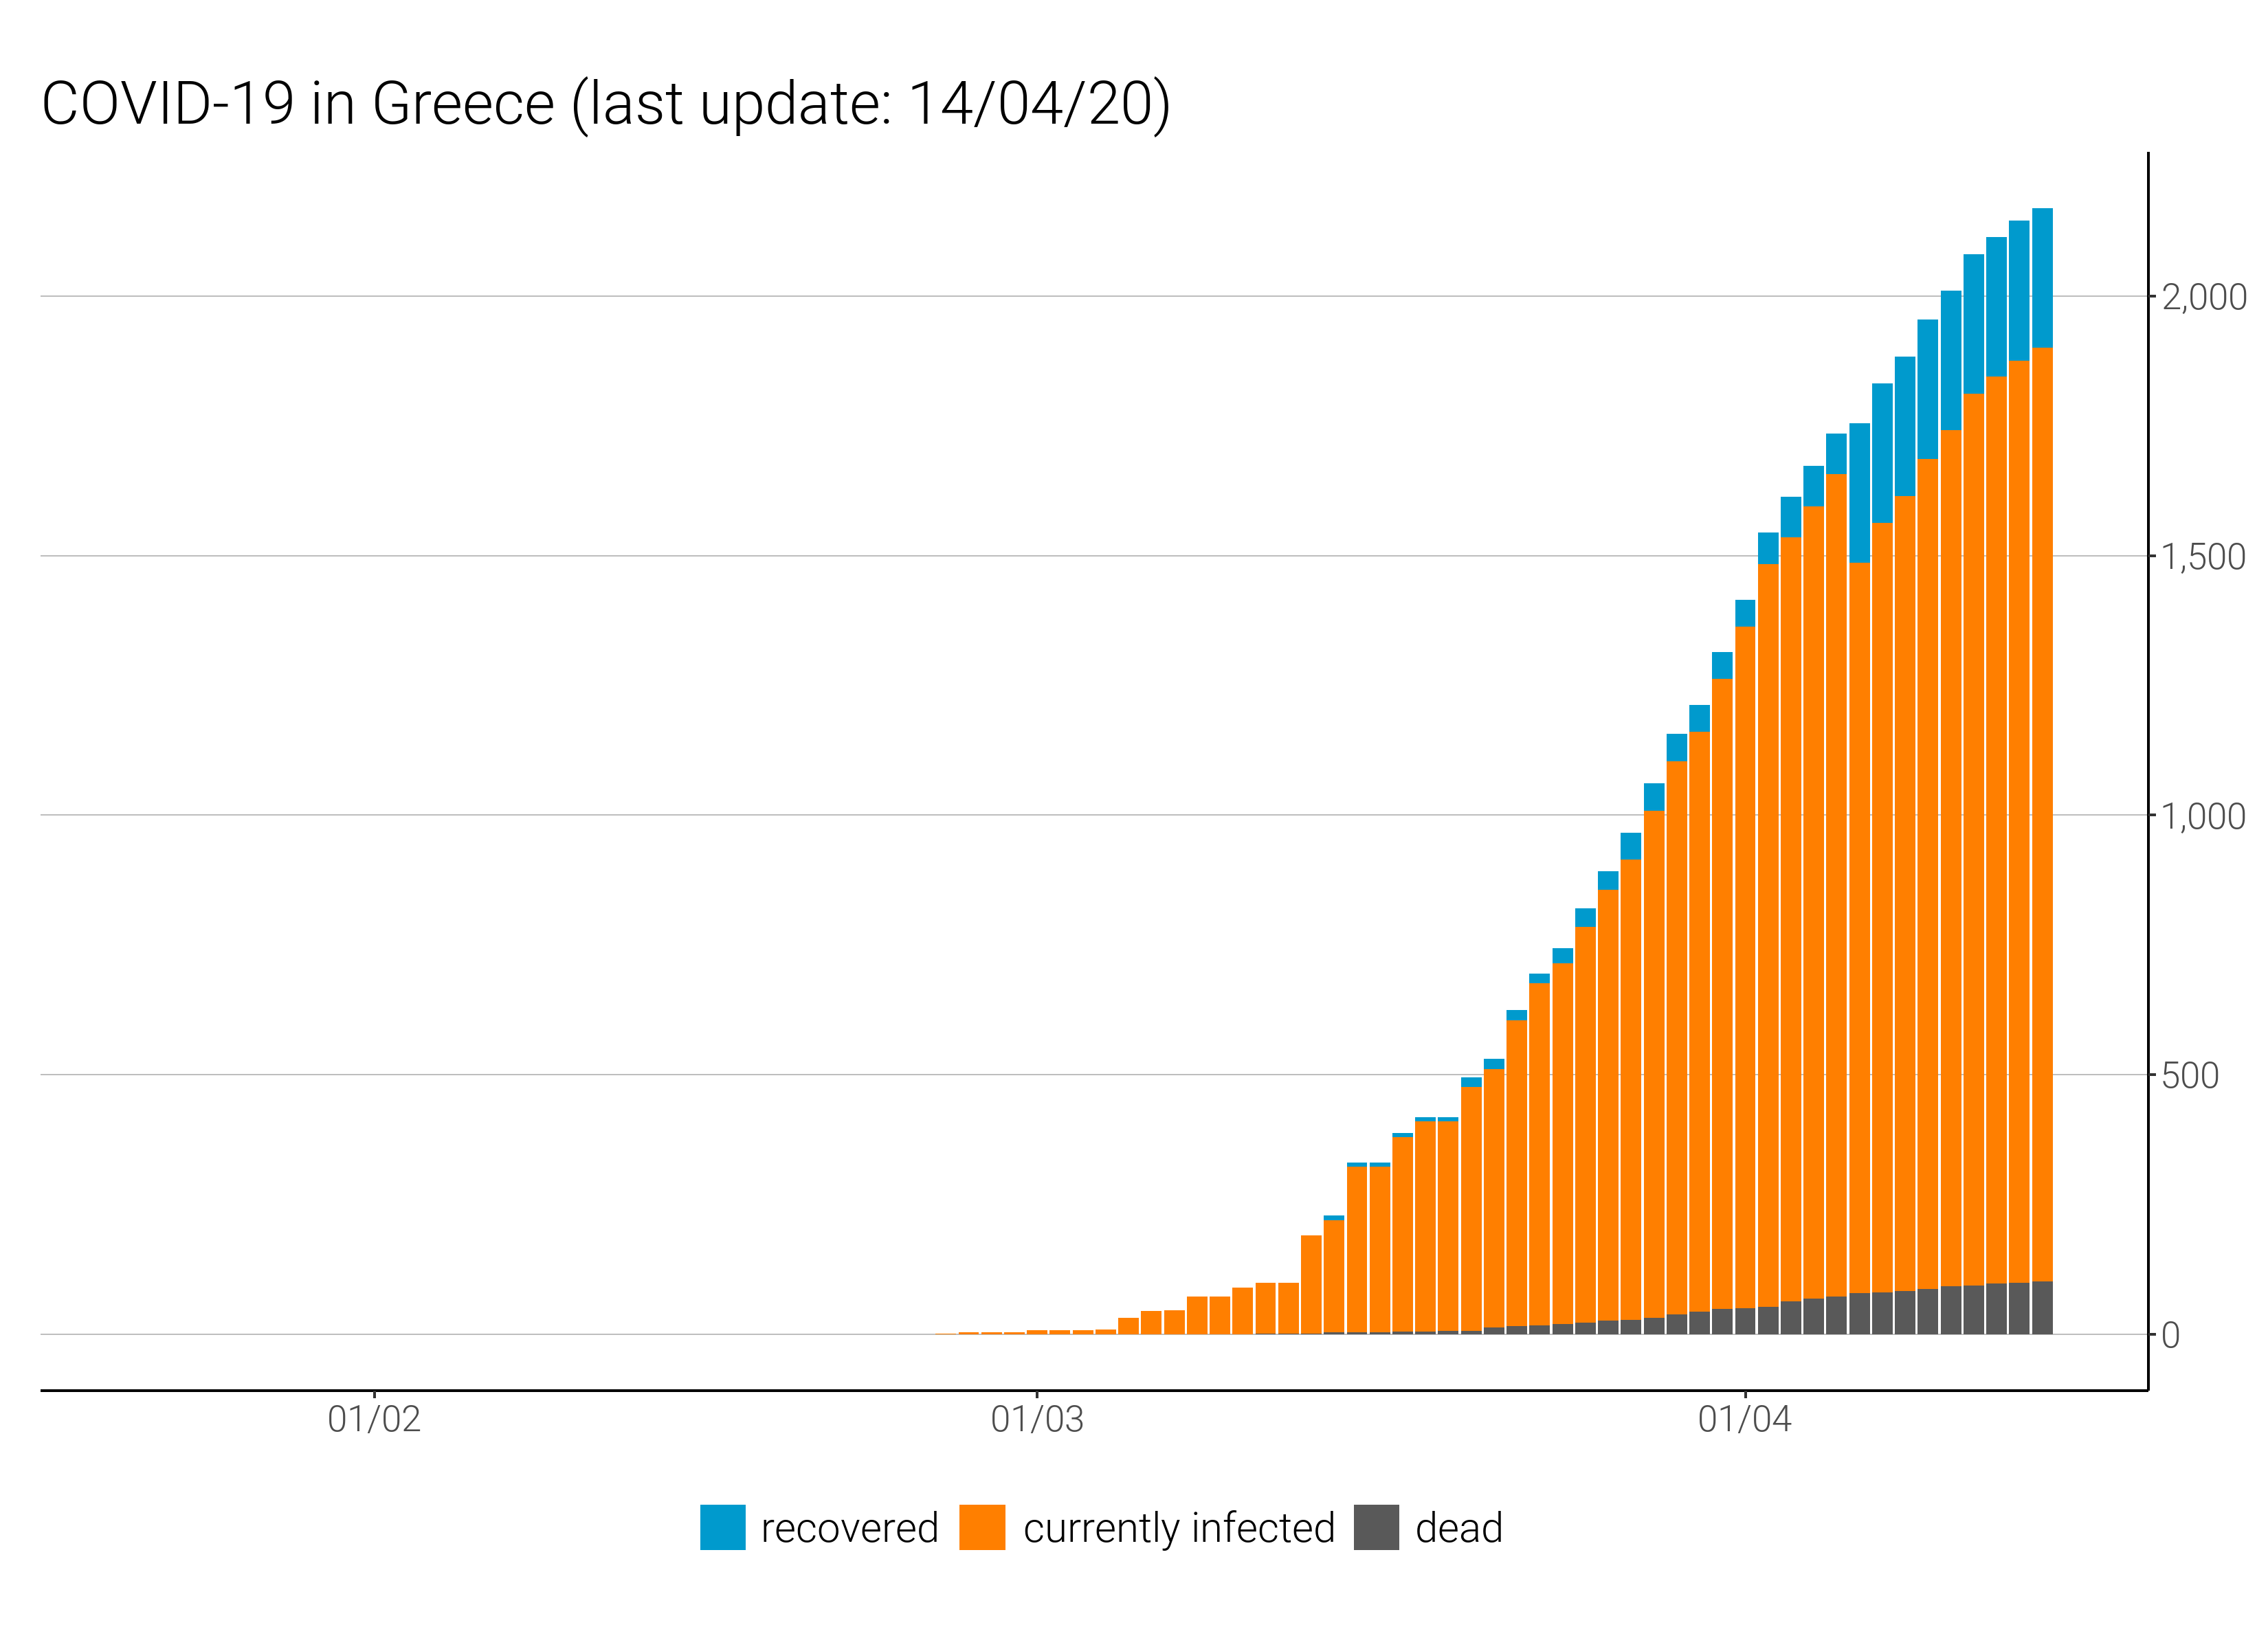 COVID-19 in Greece (last update: 14/04/20)
2,000
1,500
1,000
500
0
01/02 01/03 01/04
recovered currently infected dead